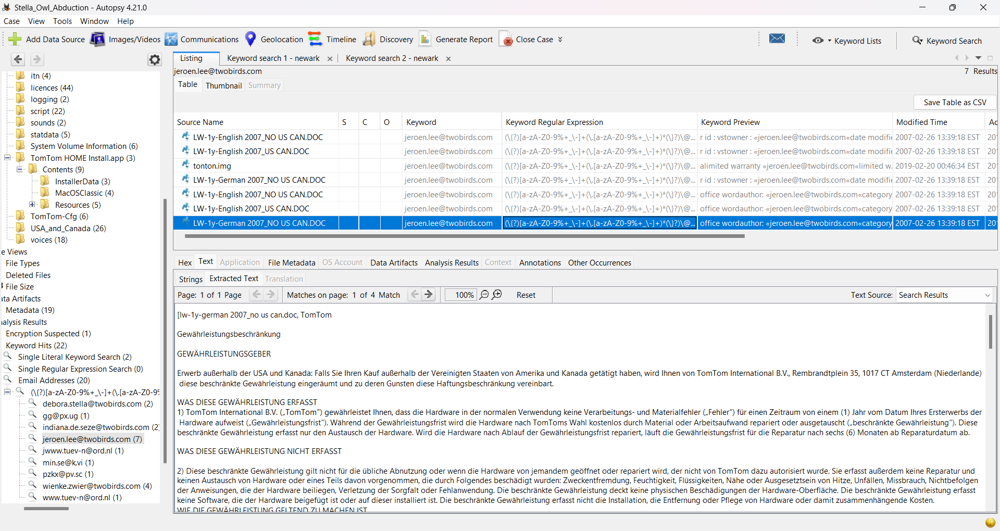 Stella_Owl_Abduction - Autopsy 4.21.0
Case View Tools Window Help
Add Data Source Images/Videos Communications Geolocation Timeline Discovery Generate Report Close Case Keyword Lists Keyword Search
Listing Keyword search 1 - newark Keyword search 2 - newark
jeroen.lee@twobirds.com 7 Results
Table Thumbnail Summary
Save Table as CSV
Source Name S C O Keyword Keyword Regular Expression Keyword Preview Modified Time Ac
LW-1y-English 2007_NO US CAN.DOC jeroen.lee@twobirds.com (\{?)[a-zA-Z0-9%+_\-]+(\.[a-zA-Z0-9%+_\-]+)*(\}?)\@... r id : vstowner : «jeroen.lee@twobirds.com«date modifi 2007-02-26 13:39:18 EST 20
LW-1y-English 2007_US CAN.DOC jeroen.lee@twobirds.com (\{?)[a-zA-Z0-9%+_\-]+(\.[a-zA-Z0-9%+_\-]+)*(\}?)\@... r id : vstowner : «jeroen.lee@twobirds.com«date modifi 2007-02-26 13:39:18 EST 20
tonton.img jeroen.lee@twobirds.com (\{?)[a-zA-Z0-9%+_\-]+(\.[a-zA-Z0-9%+_\-]+)*(\}?)\@... alimited warranty «jeroen.lee@twobirds.com«limited w. 2019-02-20 00:46:34 EST 20
LW-1y-German 2007_NO US CAN.DOC jeroen.lee@twobirds.com (\{?)[a-zA-Z0-9%+_\-]+(\.[a-zA-Z0-9%+_\-]+)*(\}?)\@... r id : vstowner : «jeroen.lee@twobirds.com«date modifi 2007-02-26 13:39:18 EST 20
LW-1y-English 2007_NO US CAN.DOC jeroen.lee@twobirds.com (\{?)[a-zA-Z0-9%+_\-]+(\.[a-zA-Z0-9%+_\-]+)*(\}?)\@... office wordauthor: «jeroen.lee@twobirds.com«category 2007-02-26 13:39:18 EST 20
LW-1y-English 2007_US CAN.DOC jeroen.lee@twobirds.com (\{?)[a-zA-Z0-9%+_\-]+(\.[a-zA-Z0-9%+_\-]+)*(\}?)\@... office wordauthor: «jeroen.lee@twobirds.com«category 2007-02-26 13:39:18 EST 20
LW-1y-German 2007_NO US CAN.DOC jeroen.lee@twobirds.com (\{?)[a-zA-Z0-9%+_\-]+(\.[a-zA-Z0-9%+_\-]+)*(\}?)\@... office wordauthor: «jeroen.lee@twobirds.com«category 2007-02-26 13:39:18 EST 20
itn (4)
licences (44)
logging (2)
script (22)
sounds (2)
statdata (5)
System Volume Information (6)
TomTom HOME Install.app (3)
Contents (9)
InstallerData (3)
MacOSClassic (4)
Resources (5)
TomTom-Cfg (6)
USA_and_Canada (26)
voices (18)
e Views
File Types
Deleted Files
File Size
ata Artifacts
Metadata (19)
nalysis Results
Encryption Suspected (1)
Keyword Hits (22)
Single Literal Keyword Search (2)
Single Regular Expression Search (0)
Email Addresses (20)
(\{?)[a-zA-Z0-9%+_\-]+(\.[a-zA-Z0-9%
debora.stella@twobirds.com (2)
gg@px.ug (1)
indiana.de.seze@twobirds.com (2)
jeroen.lee@twobirds.com (7)
jwww.tuev-n@ord.nl (1)
min.se@k.vi (1)
pzkx@pv.sc (1)
wienke.zwier@twobirds.com (4)
www.tuev-n@ord.nl (1)
Hex Text Application File Metadata OS Account Data Artifacts Analysis Results Context Annotations Other Occurrences
Strings Extracted Text Translation
Page: 1 of 1 Page Matches on page: 1 of 4 Match 100% Reset Text Source: Search Results
[lw-1y-german 2007_no us can.doc, TomTom
Gewährleistungsbeschränkung
GEWÄHRLEISTUNGSGEBER
Erwerb außerhalb der USA und Kanada: Falls Sie Ihren Kauf außerhalb der Vereinigten Staaten von Amerika und Kanada getätigt haben, wird Ihnen von TomTom International B.V., Rembrandtplein 35, 1017 CT Amsterdam (Niederlande)
diese beschränkte Gewährleistung eingeräumt und zu deren Gunsten diese Haftungsbeschränkung vereinbart.
WAS DIESE GEWÄHRLEISTUNG ERFASST
1) TomTom International B.V. („TomTom“) gewährleistet Ihnen, dass die Hardware in der normalen Verwendung keine Verarbeitungs- und Materialfehler („Fehler“) für einen Zeitraum von einem (1) Jahr vom Datum Ihres Ersterwerbs der
Hardware aufweist („Gewährleistungsfrist“). Während der Gewährleistungsfrist wird die Hardware nach TomToms Wahl kostenlos durch Material oder Arbeitsaufwand repariert oder ausgetauscht („beschränkte Gewährleistung“). Diese
beschränkte Gewährleistung erfasst nur den Austausch der Hardware. Wird die Hardware nach Ablauf der Gewährleistungsfrist repariert, läuft die Gewährleistungsfrist für die Reparatur nach sechs (6) Monaten ab Reparaturdatum ab.
WAS DIESE GEWÄHRLEISTUNG NICHT ERFASST
2) Diese beschränkte Gewährleistung gilt nicht für die übliche Abnutzung oder wenn die Hardware von jemandem geöffnet oder repariert wird, der nicht von TomTom dazu autorisiert wurde. Sie erfasst außerdem keine Reparatur und
keinen Austausch von Hardware oder eines Teils davon vorgenommen, die durch Folgendes beschädigt wurden: Zweckentfremdung, Feuchtigkeit, Flüssigkeiten, Nähe oder Ausgesetztsein von Hitze, Unfällen, Missbrauch, Nichtbefolgen
der Anweisungen, die der Hardware beiliegen, Verletzung der Sorgfalt oder Fehlanwendung. Die beschränkte Gewährleistung deckt keine physischen Beschädigungen der Hardware-Oberfläche. Die beschränkte Gewährleistung erfasst
keine Software, die der Hardware beigefügt ist oder auf dieser installiert ist. Die beschränkte Gewährleistung erfasst nicht die Installation, die Entfernung oder Pflege von Hardware oder damit zusammenhängende Kosten.
WIE DIE GEWÄHRLEISTUNG GELTEND ZU MACHEN IST